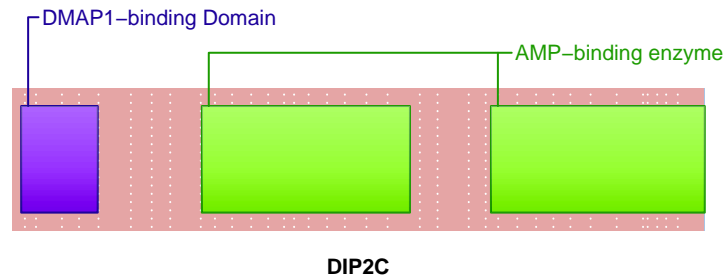 DMAP1−binding Domain
AMP−binding enzyme
DIP2C